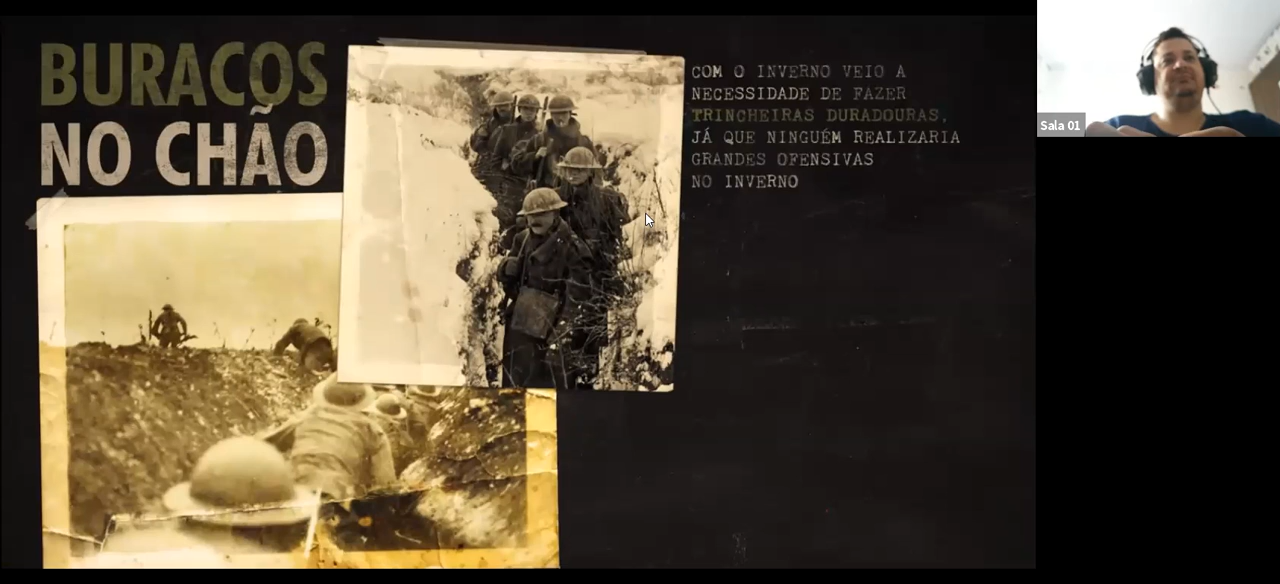 BURACOS
NO CHÃO
COM O INVERNO VEIO A
NECESSIDADE DE FAZER
TRINCHEIRAS DURADOURAS,
JÁ QUE NINGUÉM REALIZARIA
GRANDES OFENSIVAS
NO INVERNO
Sala 01